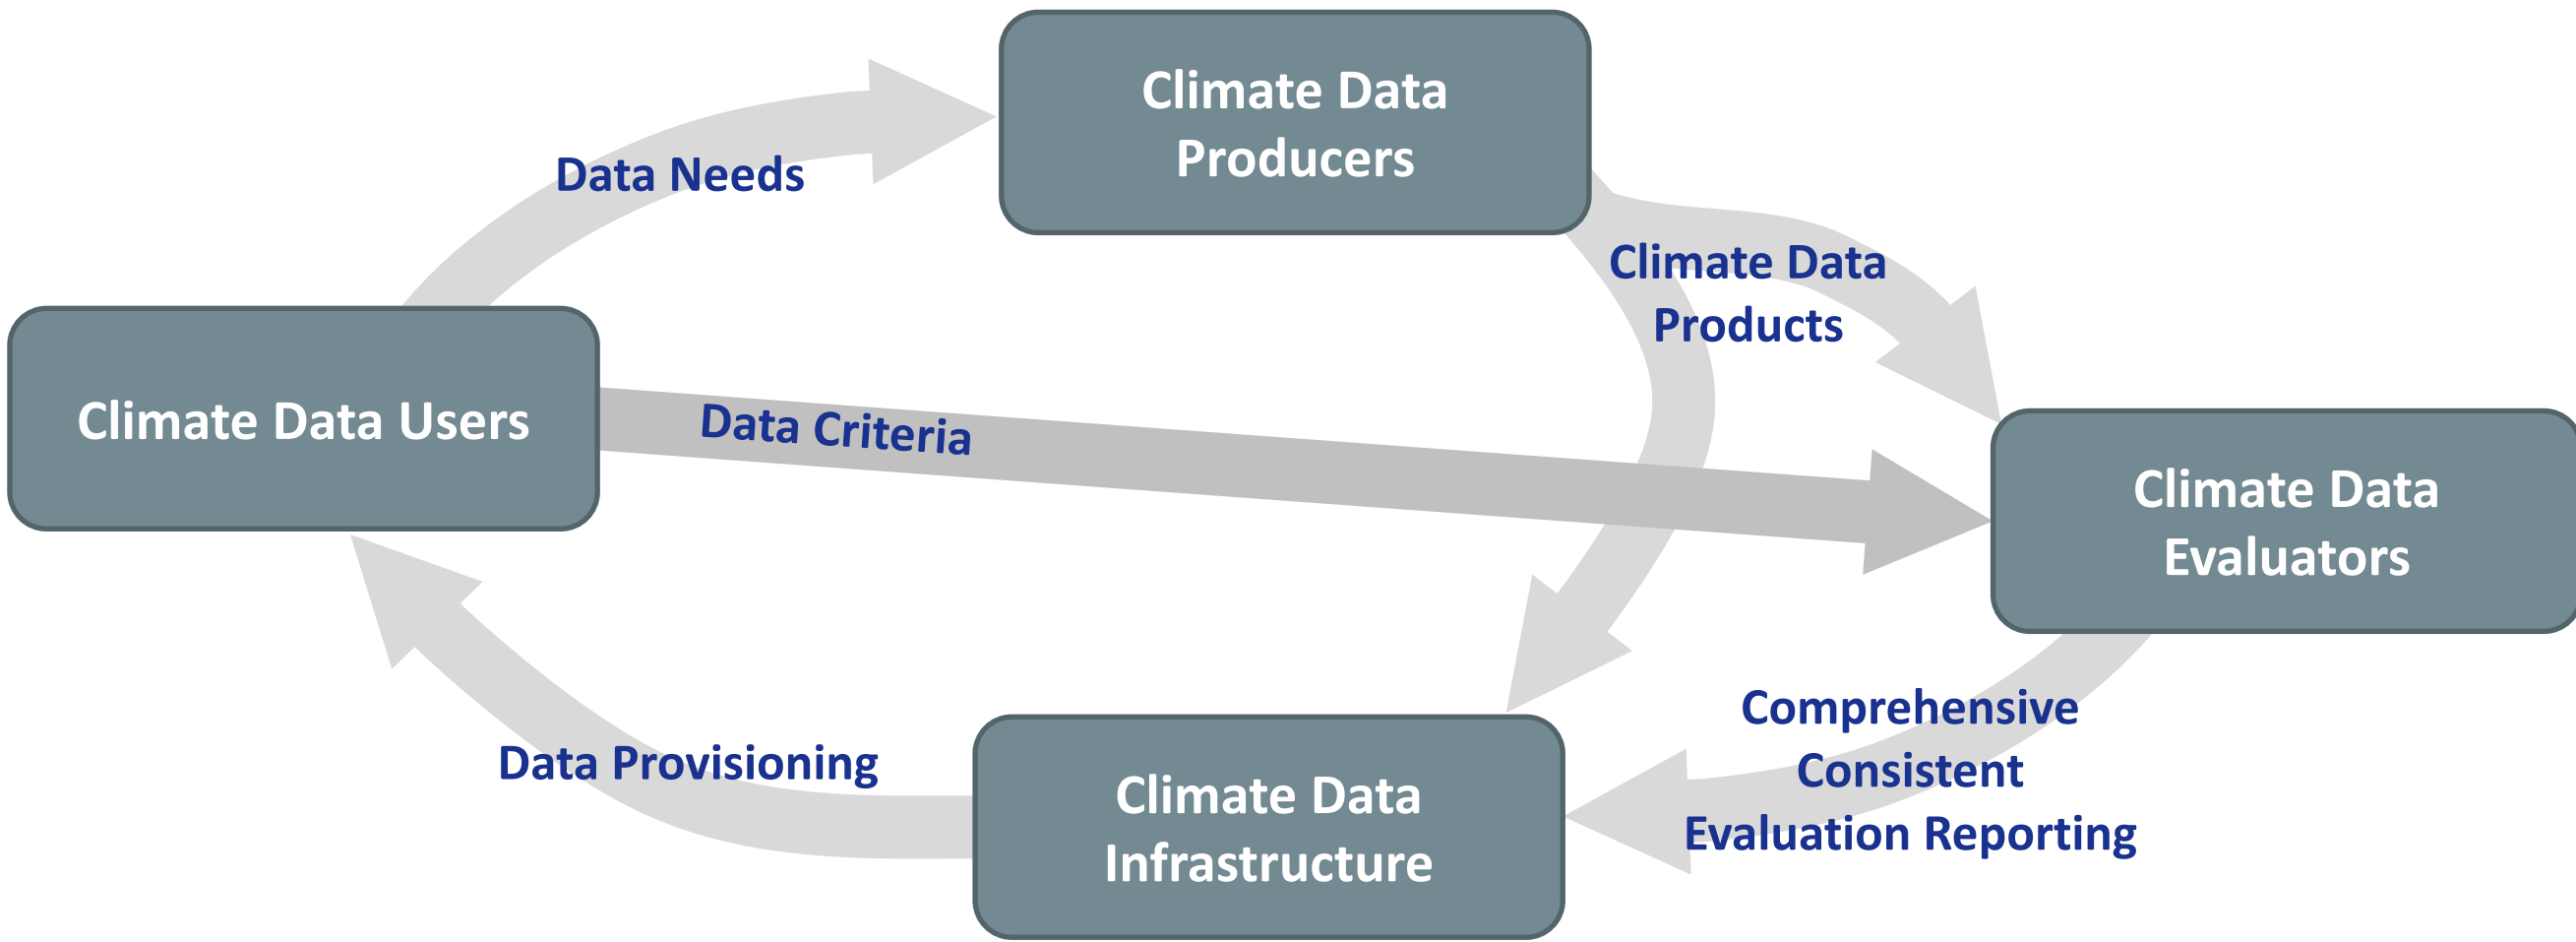 Climate Data
Producers
Data Needs
Climate Data
Products
Climate Data Users
Data Criteria
Climate Data
Evaluators
Comprehensive
Consistent
Evaluation Reporting
Data Provisioning
Climate Data
Infrastructure